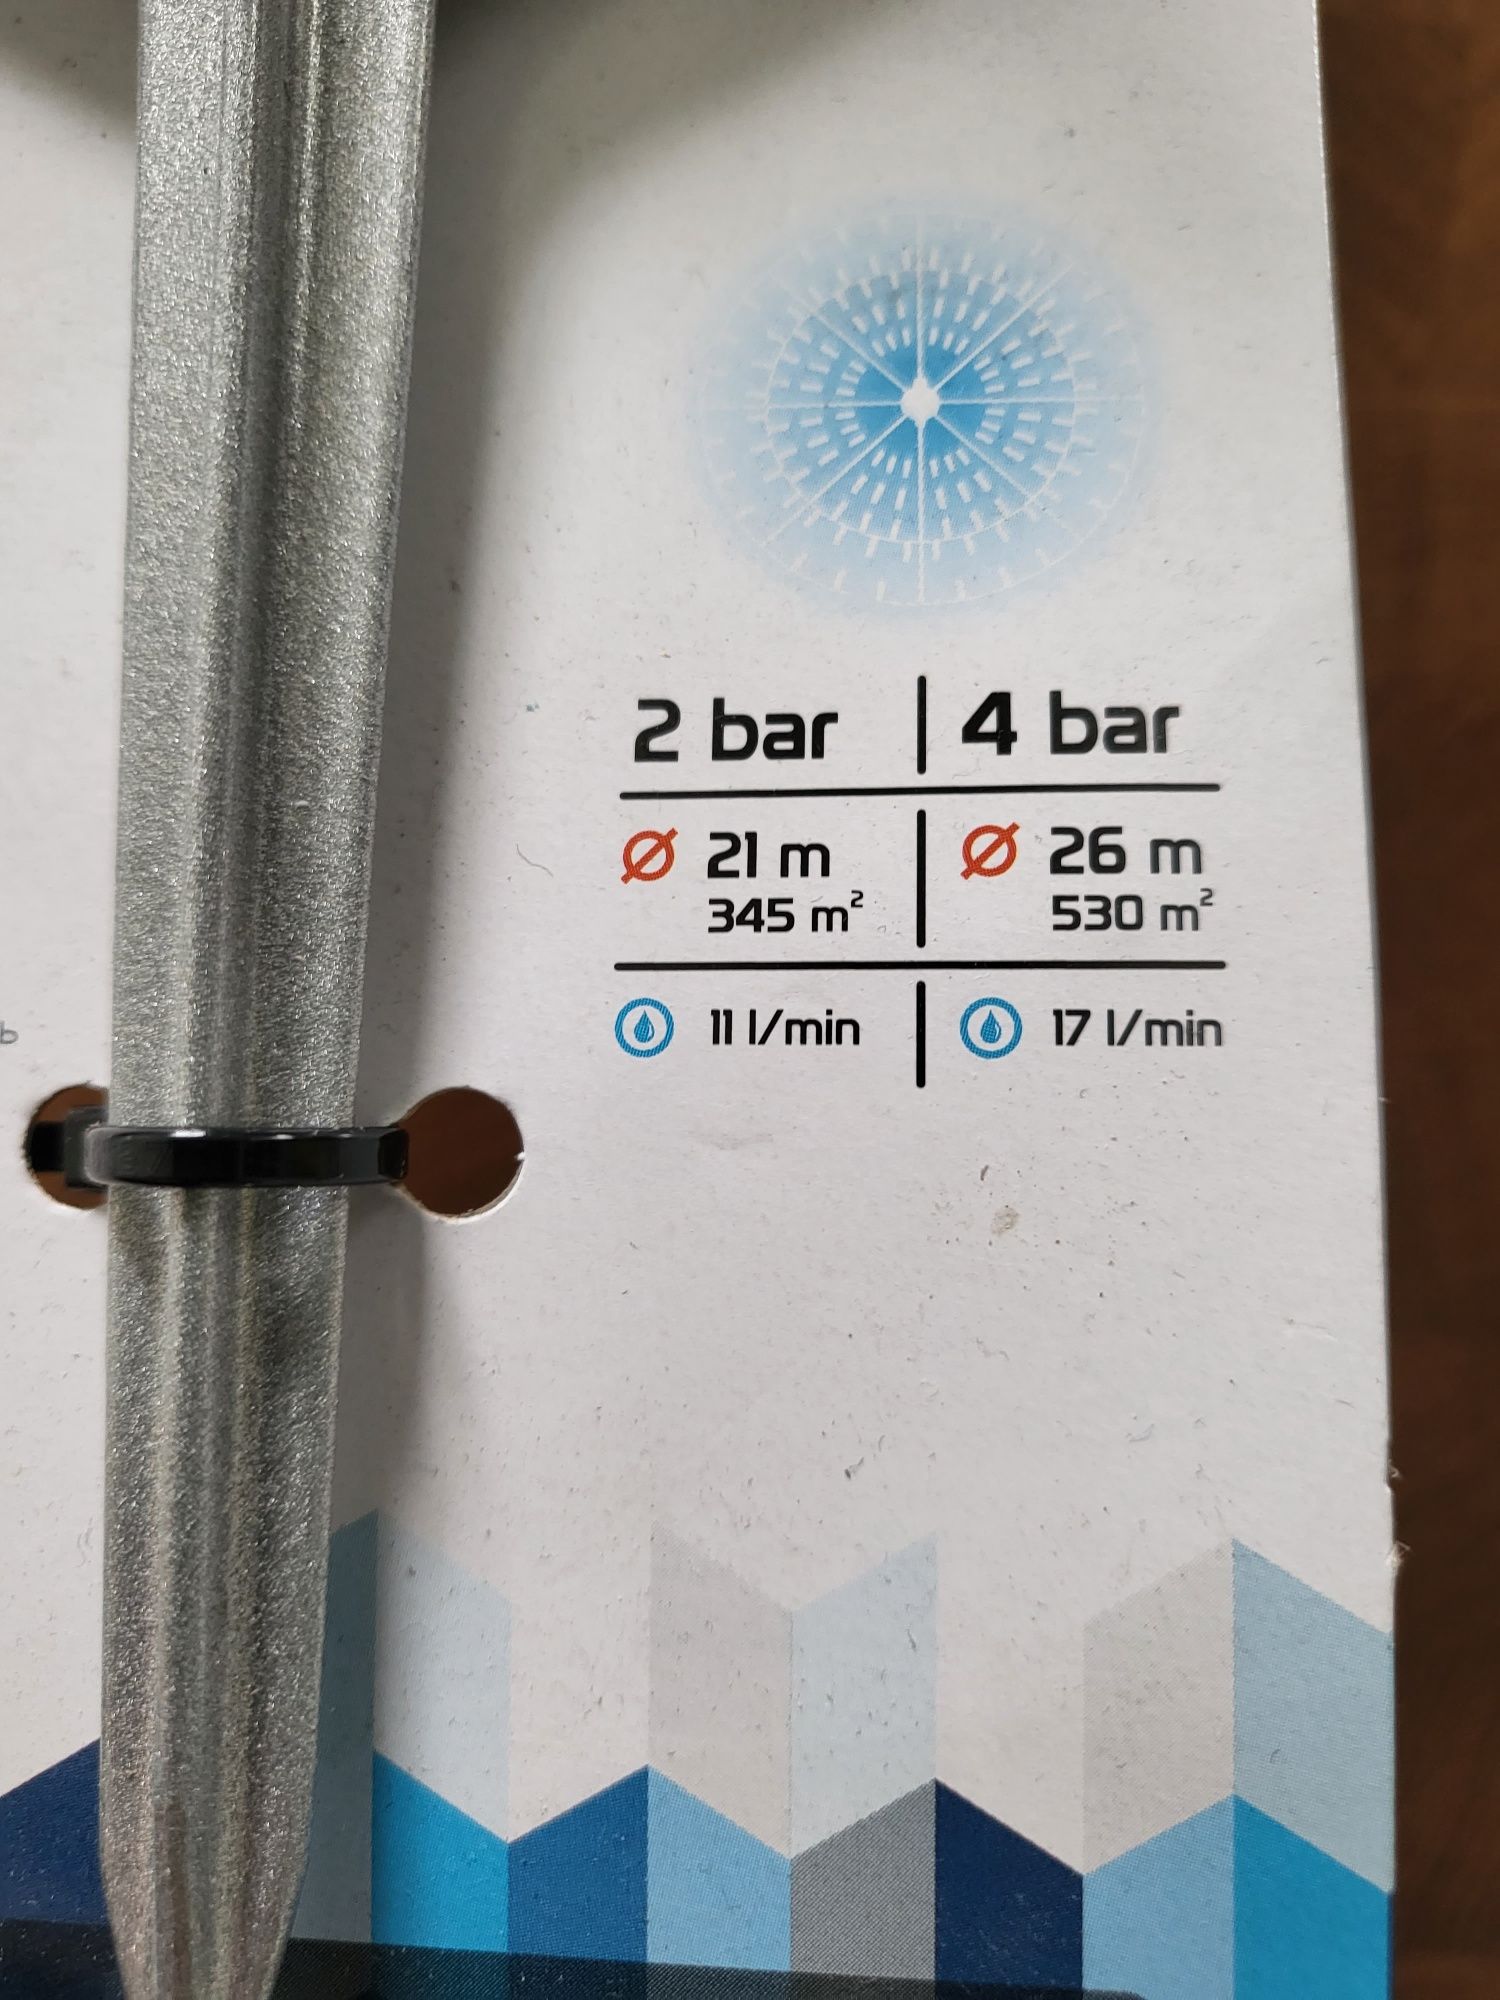 2 bar | 4 bar
Ø 21 m | Ø 26 m
345 m² | 530 m²
11 l/min | 17 l/min